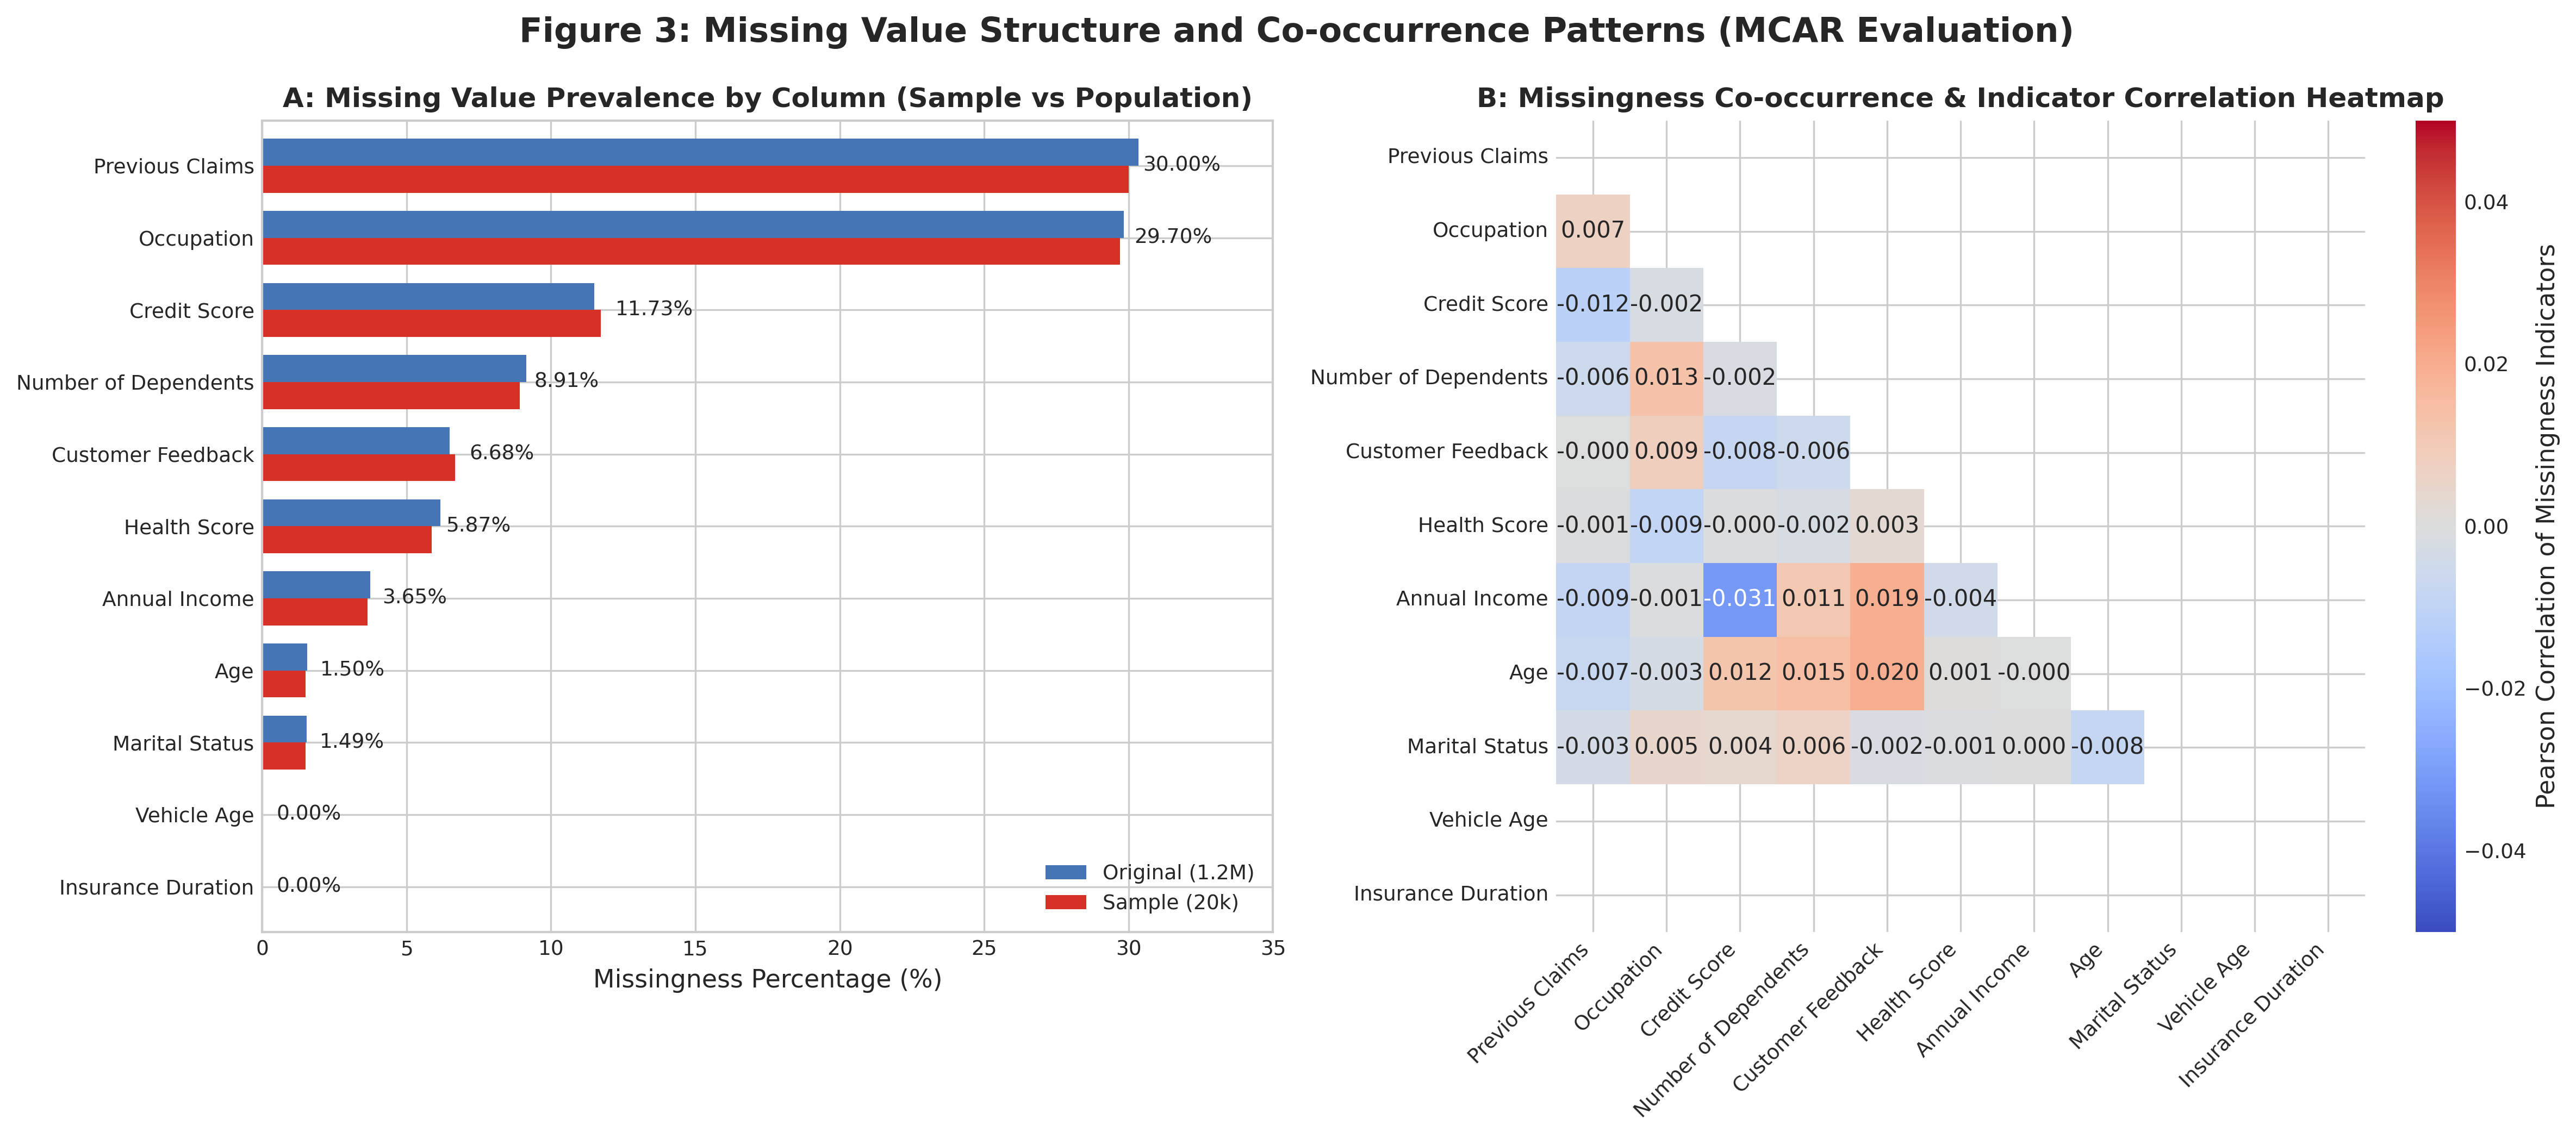 Figure 3: Missing Value Structure and Co-occurrence Patterns (MCAR Evaluation)
A: Missing Value Prevalence by Column (Sample vs Population)
Previous Claims
30.00%
Occupation
29.70%
Credit Score
11.73%
Number of Dependents
8.91%
Customer Feedback
6.68%
Health Score
5.87%
Annual Income
3.65%
Age
1.50%
Marital Status
1.49%
Vehicle Age
0.00%
Insurance Duration
0.00%
Original (1.2M)
Sample (20k)
0 5 10 15 20 25 30 35
Missingness Percentage (%)
B: Missingness Co-occurrence & Indicator Correlation Heatmap
Previous Claims
Occupation 0.007
Credit Score -0.012 -0.002
Number of Dependents -0.006 0.013 -0.002
Customer Feedback -0.000 0.009 -0.008 -0.006
Health Score -0.001 -0.009 -0.000 -0.002 0.003
Annual Income -0.009 -0.001 -0.031 0.011 0.019 -0.004
Age -0.007 -0.003 0.012 0.015 0.020 0.001 -0.000
Marital Status -0.003 0.005 0.004 0.006 -0.002 -0.001 0.000 -0.008
Vehicle Age
Insurance Duration
Previous Claims
Occupation
Credit Score
Number of Dependents
Customer Feedback
Health Score
Annual Income
Age
Marital Status
Vehicle Age
Insurance Duration
0.04
0.02
0.00
−0.02
−0.04
Pearson Correlation of Missingness Indicators